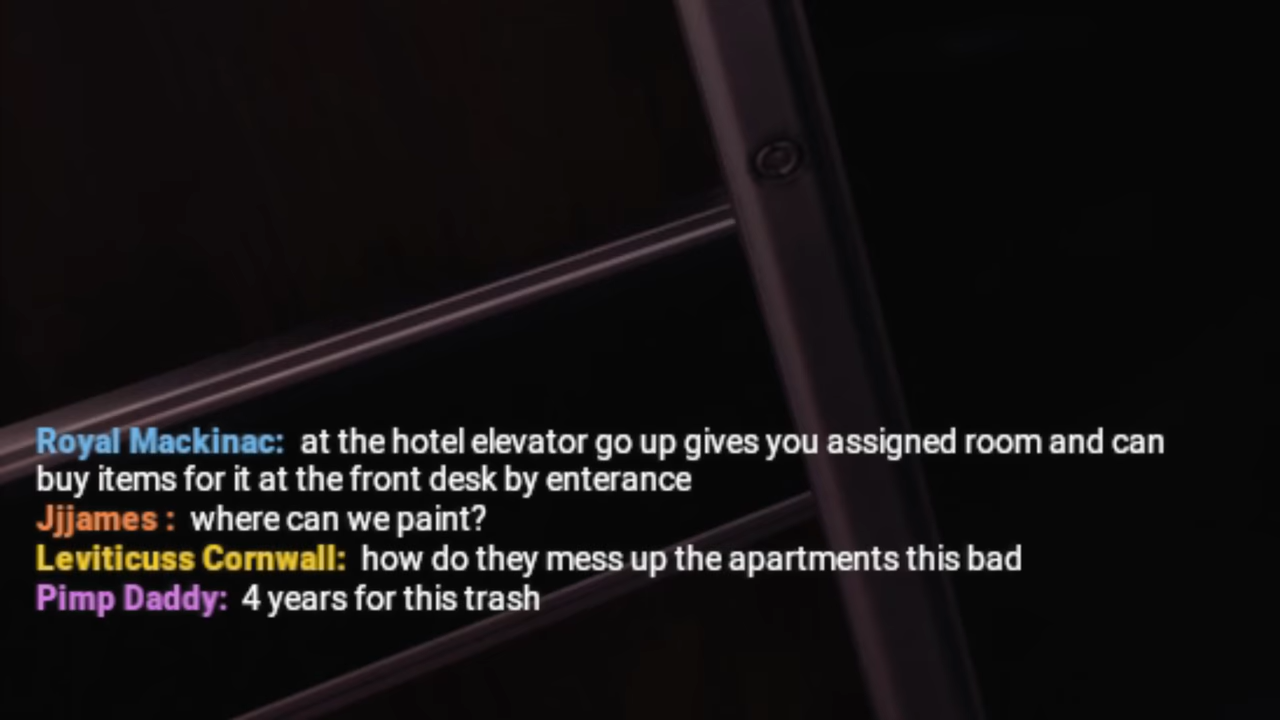 Royal Mackinac: at the hotel elevator go up gives you assigned room and can
buy items for it at the front desk by enterance
Jjjames : where can we paint?
Leviticuss Cornwall: how do they mess up the apartments this bad
Pimp Daddy: 4 years for this trash